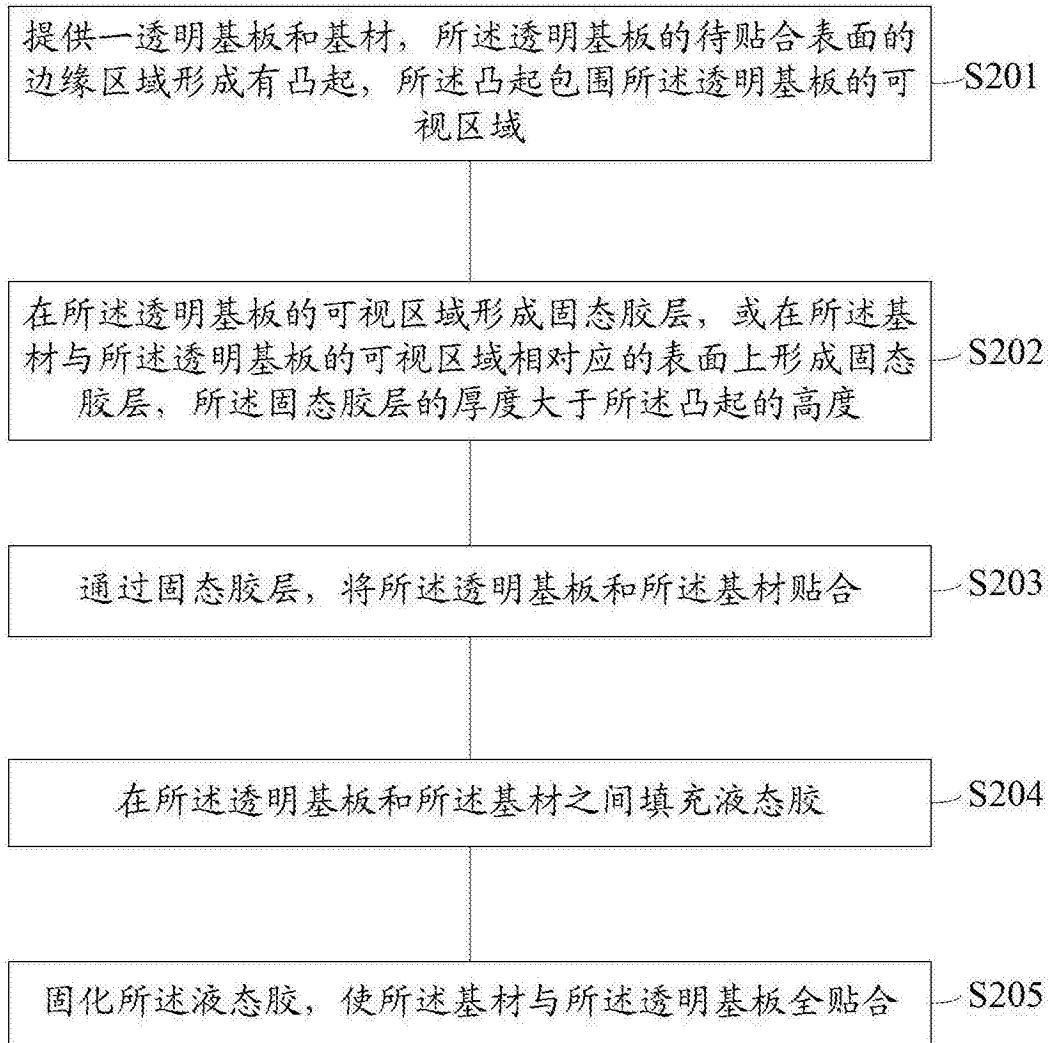 提供一透明基板和基材，所述透明基板的待贴合表面的
边缘区域形成有凸起，所述凸起包围所述透明基板的可
视区域
S201
在所述透明基板的可视区域形成固态胶层，或在所述基
材与所述透明基板的可视区域相对应的表面上形成固态
胶层，所述固态胶层的厚度大于所述凸起的高度
S202
通过固态胶层，将所述透明基板和所述基材贴合
S203
在所述透明基板和所述基材之间填充液态胶
S204
固化所述液态胶，使所述基材与所述透明基板全贴合
S205